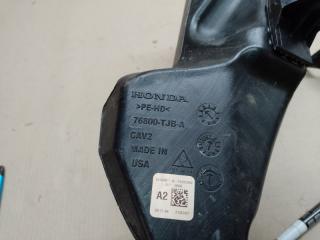 HONDA
>PE-HD<
76800-TJB-A
CAV2
MADE IN
USA
A2